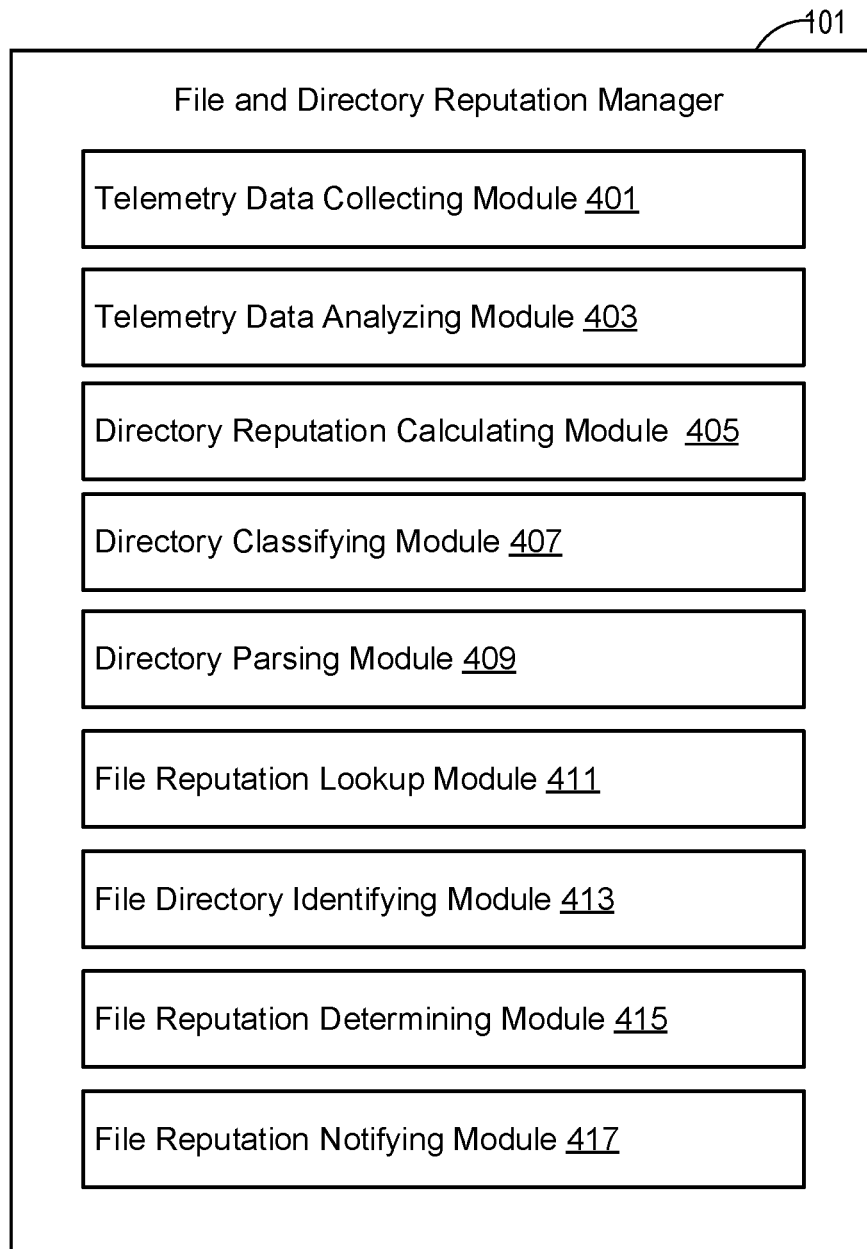 101
File and Directory Reputation Manager
Telemetry Data Collecting Module 401
Telemetry Data Analyzing Module 403
Directory Reputation Calculating Module 405
Directory Classifying Module 407
Directory Parsing Module 409
File Reputation Lookup Module 411
File Directory Identifying Module 413
File Reputation Determining Module 415
File Reputation Notifying Module 417